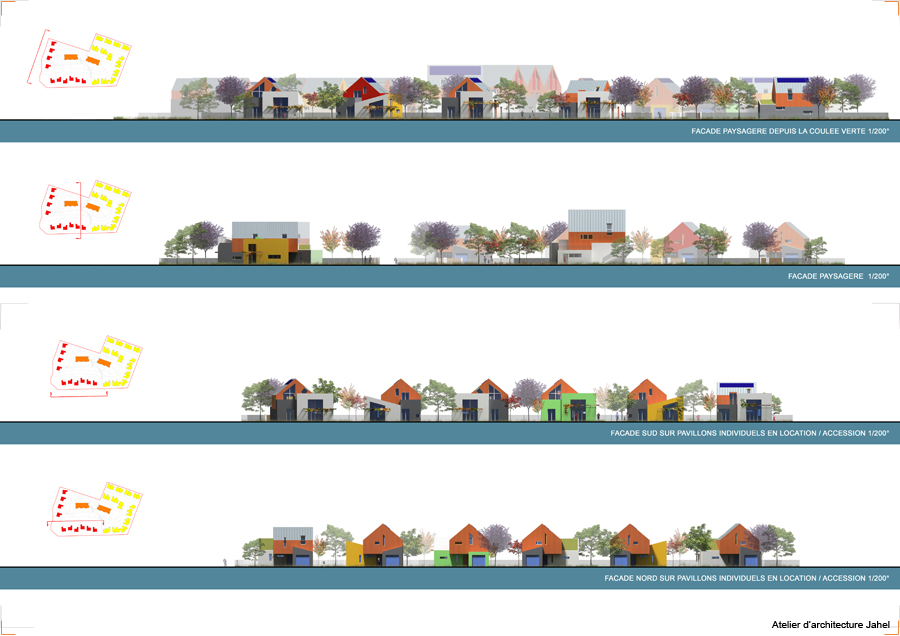 FACADE PAYSAGERE DEPUIS LA COULEE VERTE 1/200°
FACADE PAYSAGERE 1/200°
FACADE SUD SUR PAVILLONS INDIVIDUELS EN LOCATION / ACCESSION 1/200°
FACADE NORD SUR PAVILLONS INDIVIDUELS EN LOCATION / ACCESSION 1/200°
Atelier d'architecture Jahel